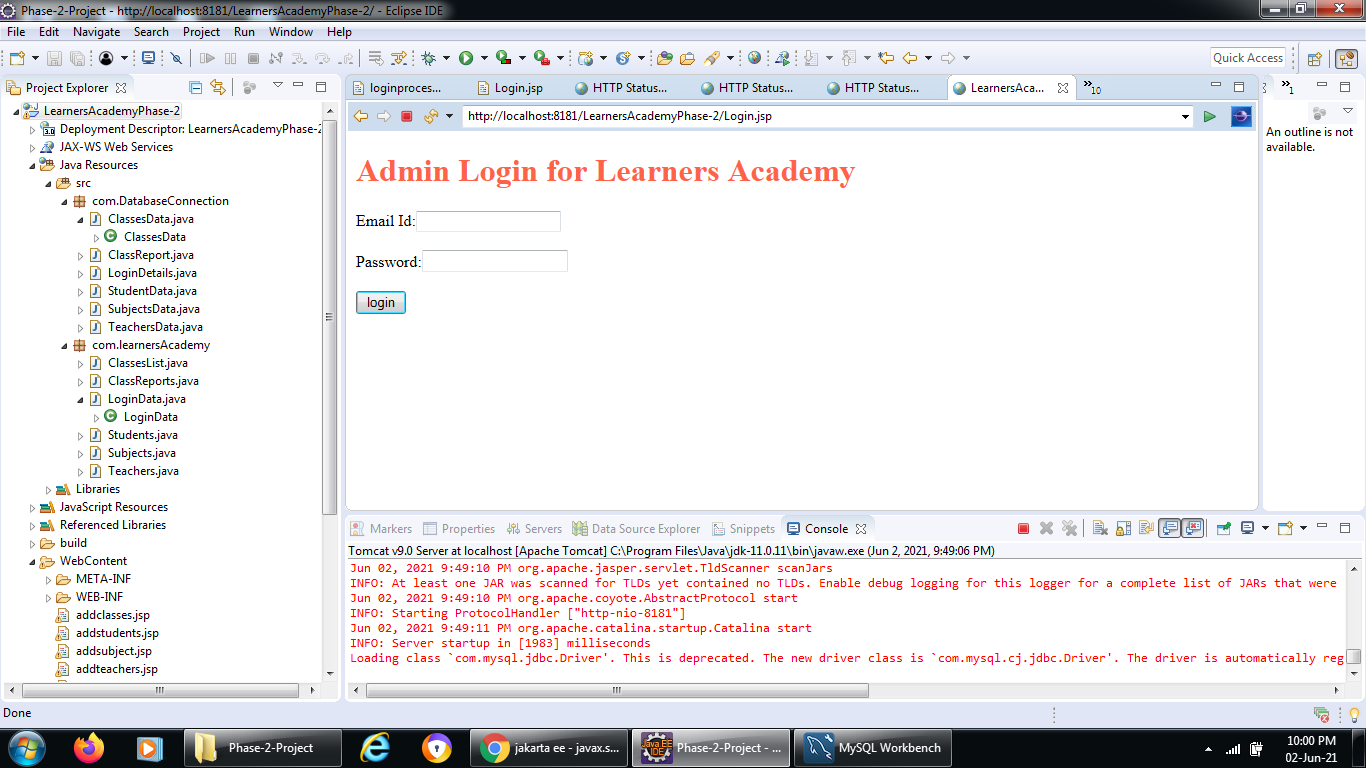 Phase-2-Project - http://localhost:8181/LearnersAcademyPhase-2/ - Eclipse IDE
File Edit Navigate Search Project Run Window Help
Quick Access
Project Explorer
loginproces...
Login.jsp
HTTP Status...
HTTP Status...
HTTP Status...
LearnersAca...
»10
»1
http://localhost:8181/LearnersAcademyPhase-2/Login.jsp
An outline is not
available.
LearnersAcademyPhase-2
Deployment Descriptor: LearnersAcademyPhase-2
JAX-WS Web Services
Java Resources
src
com.DatabaseConnection
ClassesData.java
ClassesData
ClassReport.java
LoginDetails.java
StudentData.java
SubjectsData.java
TeachersData.java
com.learnersAcademy
ClassesList.java
ClassReports.java
LoginData.java
LoginData
Students.java
Subjects.java
Teachers.java
Libraries
JavaScript Resources
Referenced Libraries
build
WebContent
META-INF
WEB-INF
addclasses.jsp
addstudents.jsp
addsubject.jsp
addteachers.jsp
Admin Login for Learners Academy
Email Id:
Password:
login
Markers Properties Servers Data Source Explorer Snippets Console
Tomcat v9.0 Server at localhost [Apache Tomcat] C:\Program Files\Java\jdk-11.0.11\bin\javaw.exe (Jun 2, 2021, 9:49:06 PM)
Jun 02, 2021 9:49:10 PM org.apache.jasper.servlet.TldScanner scanJars
INFO: At least one JAR was scanned for TLDs yet contained no TLDs. Enable debug logging for this logger for a complete list of JARs that were
Jun 02, 2021 9:49:10 PM org.apache.coyote.AbstractProtocol start
INFO: Starting ProtocolHandler ["http-nio-8181"]
Jun 02, 2021 9:49:11 PM org.apache.catalina.startup.Catalina start
INFO: Server startup in [1983] milliseconds
Loading class `com.mysql.jdbc.Driver'. This is deprecated. The new driver class is `com.mysql.cj.jdbc.Driver'. The driver is automatically reg
Done
Phase-2-Project
jakarta ee - javax.s...
Java EE
IDE
Phase-2-Project - ...
MySQL Workbench
10:00 PM
02-Jun-21